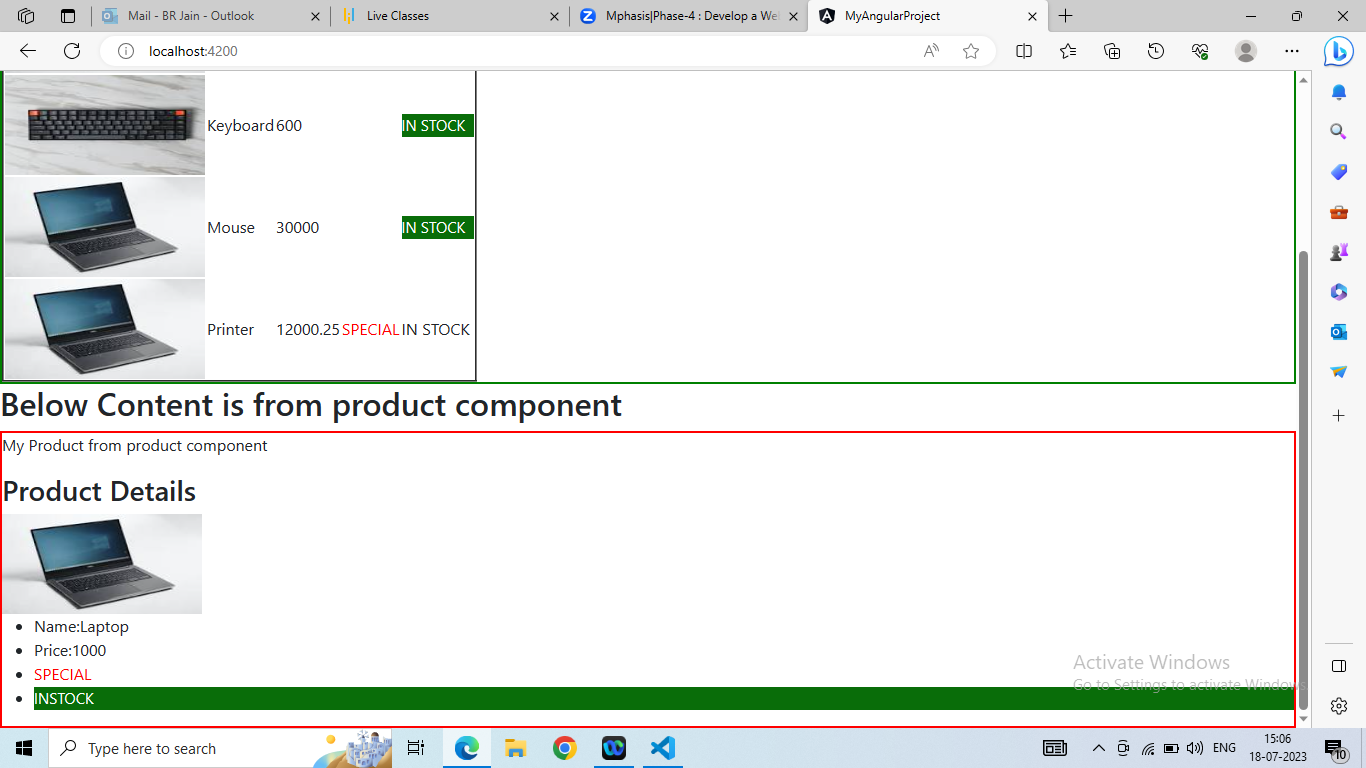 Mail - BR Jain - Outlook
Live Classes
Mphasis|Phase-4 : Develop a We
MyAngularProject
localhost:4200
Keyboard 600 IN STOCK
Mouse 30000 IN STOCK
Printer 12000.25 SPECIAL IN STOCK
Below Content is from product component
My Product from product component
Product Details
Name:Laptop
Price:1000
SPECIAL
INSTOCK
Activate Windows
Go to Settings to activate Windows.
Type here to search
ENG
15:06
18-07-2023
10